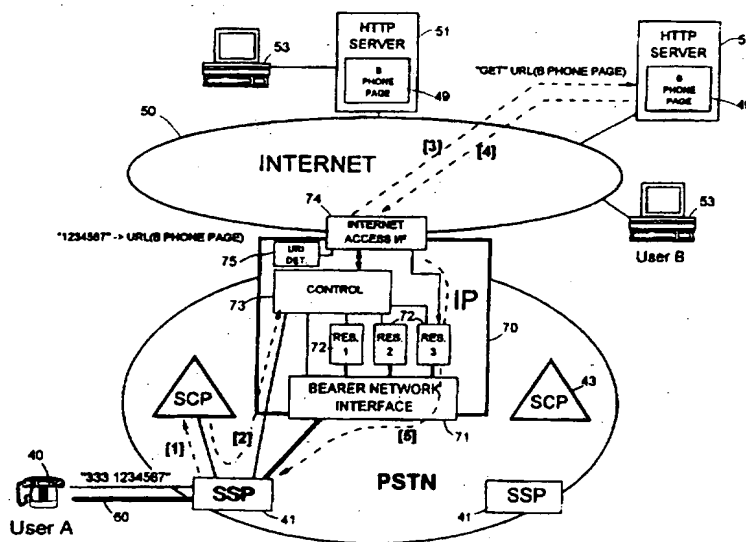 HTTP
SERVER
51
B
PHONE
PAGE
49
53
HTTP
SERVER
5
B
PHONE
PAGE
49
"GET" URL(B PHONE PAGE)
50
INTERNET
[3]
[4]
74
INTERNET
ACCESS I/F
53
User B
"1234567" -> URL(B PHONE PAGE)
75
URI
DET.
CONTROL
73
IP
70
72
72
RES.
1
RES.
2
RES.
3
BEARER NETWORK
INTERFACE
71
SCP
SCP
43
[1]
[2]
[5]
PSTN
40
"333 1234567"
60
User A
SSP
41
SSP
41